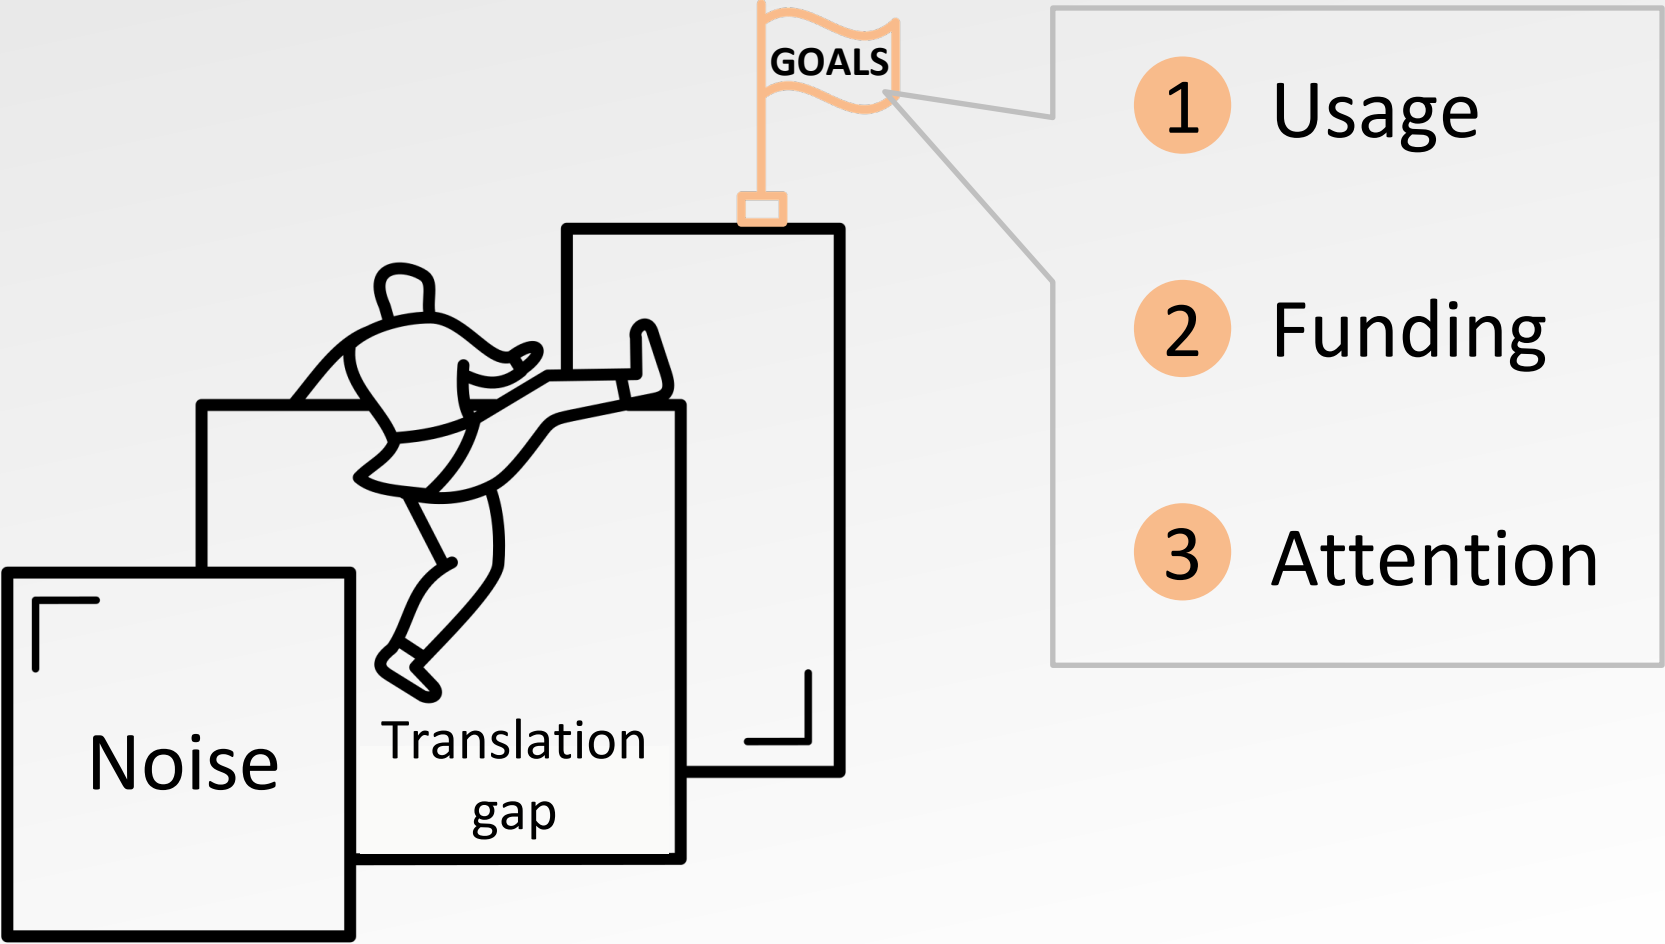 GOALS
1 Usage
2 Funding
3 Attention
Noise
Translation
gap